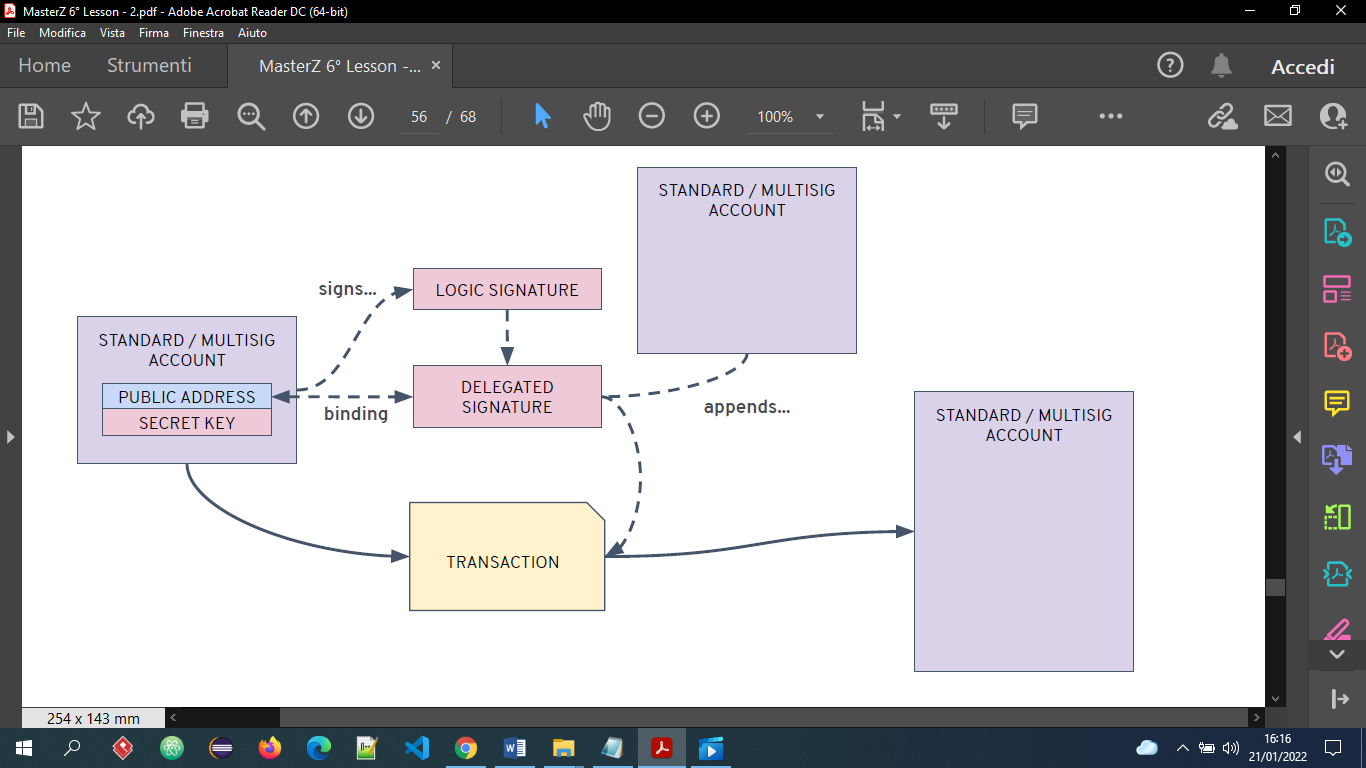 MasterZ 6° Lesson - 2.pdf - Adobe Acrobat Reader DC (64-bit)
File Modifica Vista Firma Finestra Aiuto
Home Strumenti MasterZ 6° Lesson -... × Accedi
56 / 68 100%
STANDARD / MULTISIG
ACCOUNT
signs...
LOGIC SIGNATURE
STANDARD / MULTISIG
ACCOUNT
PUBLIC ADDRESS
SECRET KEY
binding
DELEGATED
SIGNATURE
appends...
STANDARD / MULTISIG
ACCOUNT
TRANSACTION
254 x 143 mm
16:16
21/01/2022